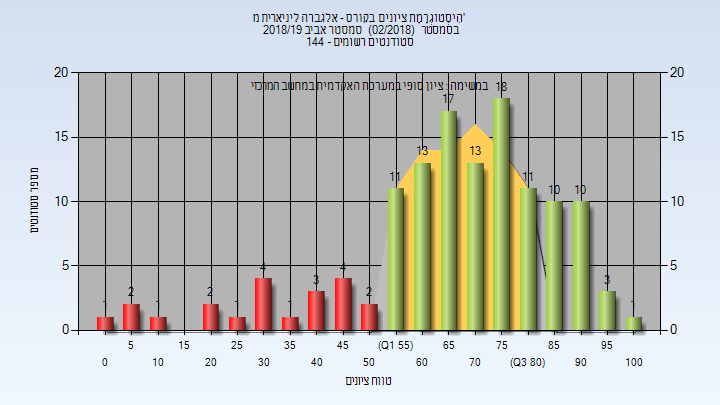 היסטוגרמת ציונים בקורס - אלגברה ליניארית מ'
בסמסטר (02/2018) סמסטר אביב 2018/19
סטודנטים רשומים - 144
במשימה : ציון סופי במערכת האקדמית במחשב המרכזי
מספר סטודנטים
20 20
15 15
10 10
5 5
0 0
1 2 1 2 1 4 1 3 4 2 11 13 17 13 18 11 10 10 3 1
5 15 25 35 45 (Q1 55) 65 75 85 95
0 10 20 30 40 50 60 70 (Q3 80) 90 100
טווח ציונים